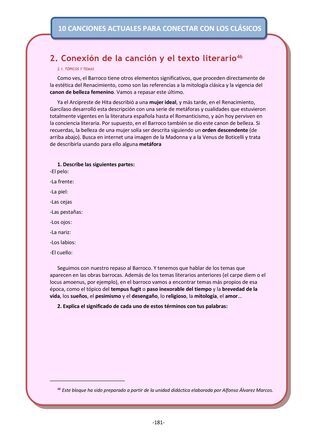 10 CANCIONES ACTUALES PARA CONECTAR CON LOS CLÁSICOS
2. Conexión de la canción y el texto literario46
2.1. TÓPICOS Y TEMAS
Como ves, el Barroco tiene otros elementos significativos, que proceden directamente de
la estética del Renacimiento, como son las referencias a la mitología clásica y la vigencia del
canon de belleza femenino. Vamos a repasar este último.
Ya el Arcipreste de Hita describió a una mujer ideal, y más tarde, en el Renacimiento,
Garcilaso desarrolló esta descripción con una serie de metáforas y cualidades que estuvieron
totalmente vigentes en la literatura española hasta el Romanticismo, y aún hoy perviven en
la conciencia literaria. Por supuesto, en el Barroco también se dio este canon de belleza. Si
recuerdas, la belleza de una mujer solía ser descrita siguiendo un orden descendente (de
arriba abajo). Busca en internet una imagen de la Madonna y a la Venus de Boticelli y trata
de describirla usando para ello alguna metáfora
1. Describe las siguientes partes:
-El pelo:
-La frente:
-La piel:
-Las cejas
-Las pestañas:
-Los ojos:
-La nariz:
-Los labios:
-El cuello:
Seguimos con nuestro repaso al Barroco. Y tenemos que hablar de los temas que
aparecen en las obras barrocas. Además de los temas literarios anteriores (el carpe diem o el
locus amoenus, por ejemplo), en el barroco vamos a encontrar temas más propios de esa
época, como el tópico del tempus fugit o paso inexorable del tiempo y la brevedad de la
vida, los sueños, el pesimismo y el desengaño, lo religioso, la mitología, el amor...
2. Explica el significado de cada uno de estos términos con tus palabras:
46 Este bloque ha sido preparado a partir de la unidad didáctica elaborada por Alfonso Álvarez Marcos.
-181-